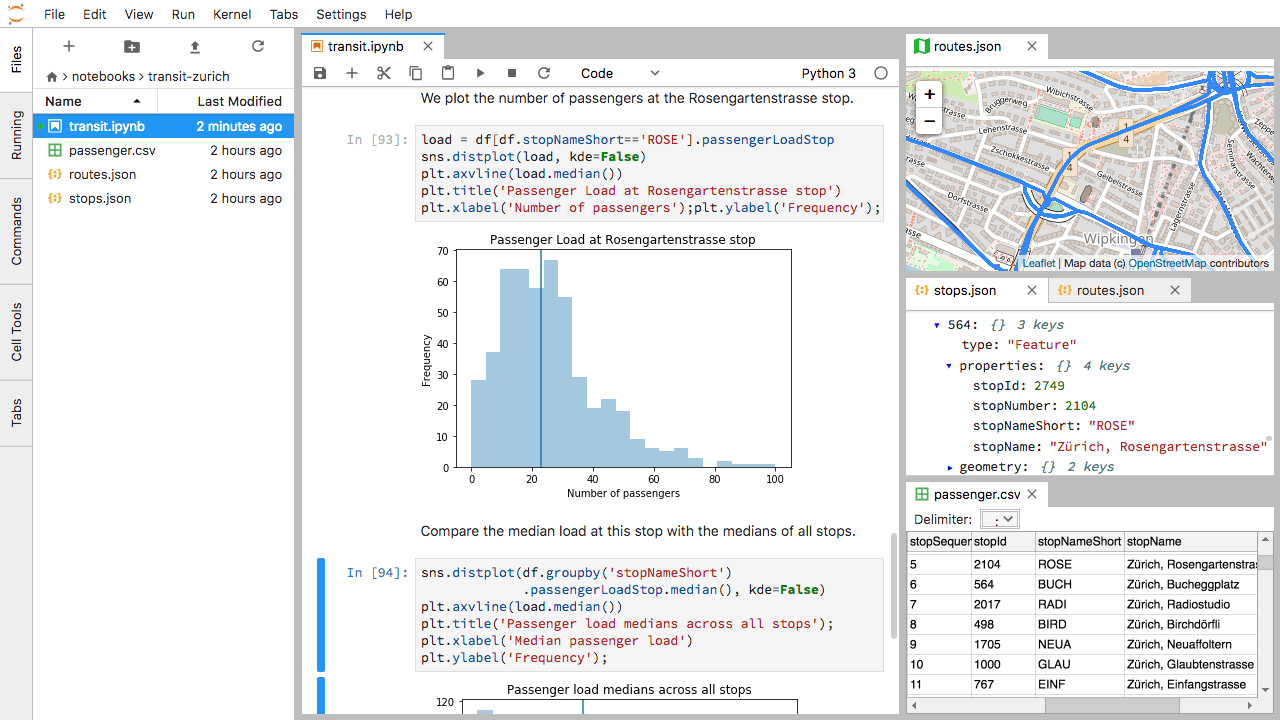 File Edit View Run Kernel Tabs Settings Help
Files
Running
Commands
Cell Tools
Tabs
notebooks › transit-zurich
Name Last Modified
transit.ipynb 2 minutes ago
passenger.csv 2 hours ago
routes.json 2 hours ago
stops.json 2 hours ago
transit.ipynb
Code Python 3
We plot the number of passengers at the Rosengartenstrasse stop.
In [93]:
load = df[df.stopNameShort=='ROSE'].passengerLoadStop
sns.distplot(load, kde=False)
plt.axvline(load.median())
plt.title('Passenger Load at Rosengartenstrasse stop')
plt.xlabel('Number of passengers');plt.ylabel('Frequency');
Passenger Load at Rosengartenstrasse stop
70
60
50
40
30
20
10
0
Frequency
0 20 40 60 80 100
Number of passengers
Compare the median load at this stop with the medians of all stops.
In [94]:
sns.distplot(df.groupby('stopNameShort')
.passengerLoadStop.median(), kde=False)
plt.axvline(load.median())
plt.title('Passenger load medians across all stops');
plt.xlabel('Median passenger load')
plt.ylabel('Frequency');
Passenger load medians across all stops
120
routes.json
+
−
Wibichstrasse
Brüggerweg
Lehenstrasse
Zschokkestrasse
Dorfstrasse
Lägernstrasse
1
4
1
4
Wipkingen
Leaflet | Map data (c) OpenStreetMap contributors
stops.json routes.json
564: {} 3 keys
type: "Feature"
properties: {} 4 keys
stopId: 2749
stopNumber: 2104
stopNameShort: "ROSE"
stopName: "Zürich, Rosengartenstrasse"
geometry: {} 2 keys
passenger.csv
Delimiter: ;
stopSequer stopId stopNameShort stopName
5 2104 ROSE Zürich, Rosengartenstras
6 564 BUCH Zürich, Bucheggplatz
7 2017 RADI Zürich, Radiostudio
8 498 BIRD Zürich, Birchdörfli
9 1705 NEUA Zürich, Neuaffoltern
10 1000 GLAU Zürich, Glaubtenstrasse
11 767 EINF Zürich, Einfangstrasse